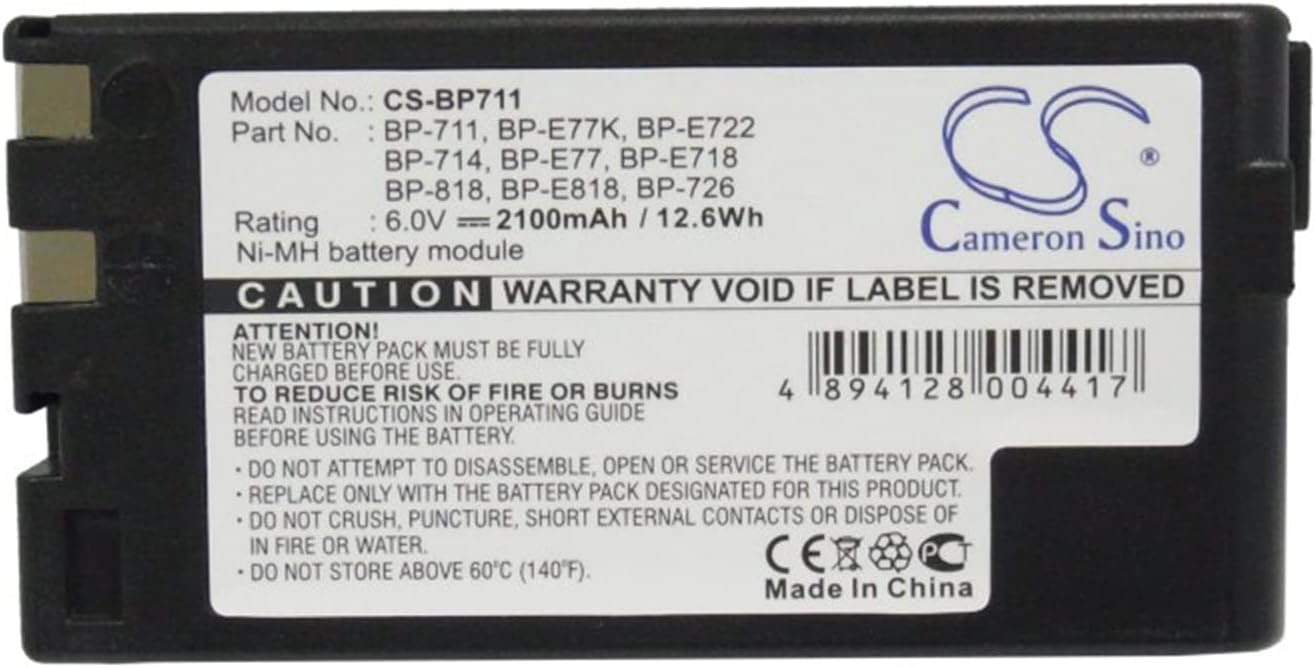 Model No.: CS-BP711
Part No. : BP-711, BP-E77K, BP-E722
BP-714, BP-E77, BP-E718
BP-818, BP-E818, BP-726
Rating : 6.0V ⎓ 2100mAh / 12.6Wh
Ni-MH battery module
CS ®
Cameron Sino
CAUTION WARRANTY VOID IF LABEL IS REMOVED
ATTENTION!
NEW BATTERY PACK MUST BE FULLY
CHARGED BEFORE USE.
TO REDUCE RISK OF FIRE OR BURNS
READ INSTRUCTIONS IN OPERATING GUIDE
BEFORE USING THE BATTERY.
4 894128 004417
· DO NOT ATTEMPT TO DISASSEMBLE, OPEN OR SERVICE THE BATTERY PACK.
· REPLACE ONLY WITH THE BATTERY PACK DESIGNATED FOR THIS PRODUCT.
· DO NOT CRUSH, PUNCTURE, SHORT EXTERNAL CONTACTS OR DISPOSE OF
IN FIRE OR WATER.
· DO NOT STORE ABOVE 60°C (140°F).
CE PCT
Made In China